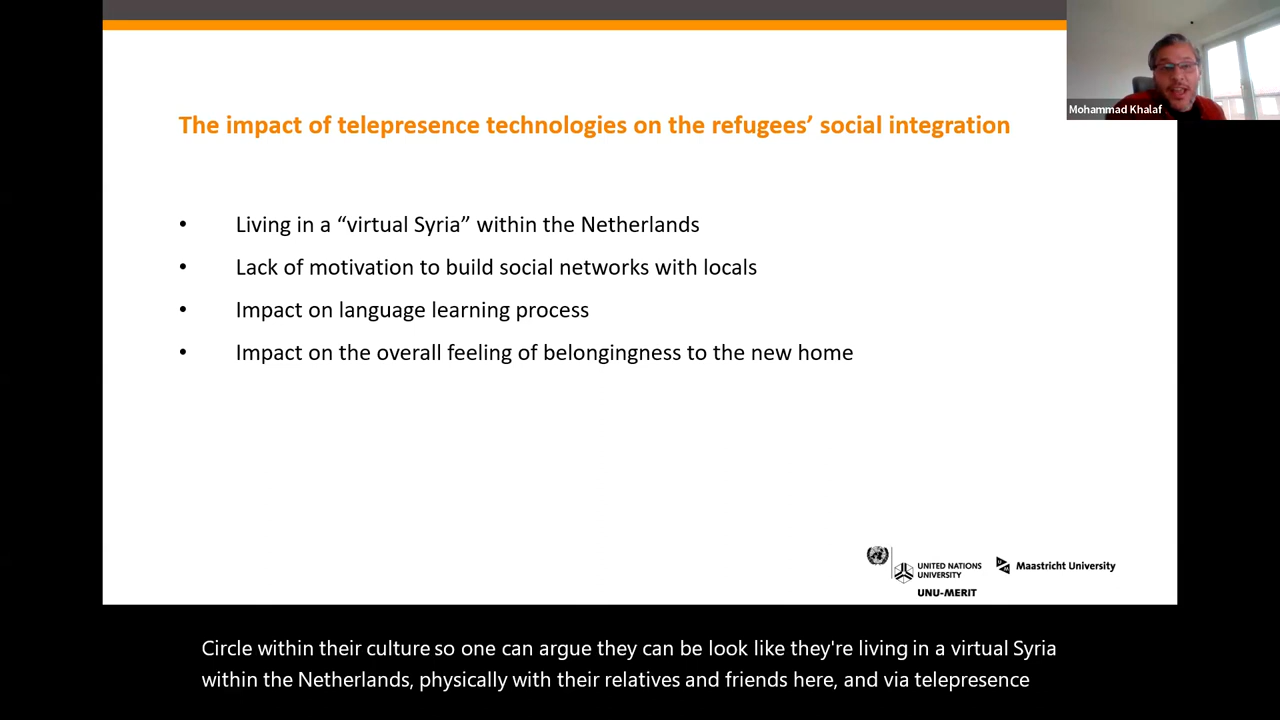 Mohammad Khalaf
The impact of telepresence technologies on the refugees’ social integration
• Living in a “virtual Syria” within the Netherlands
• Lack of motivation to build social networks with locals
• Impact on language learning process
• Impact on the overall feeling of belongingness to the new home
UNITED NATIONS
UNIVERSITY
UNU-MERIT
Maastricht University
Circle within their culture so one can argue they can be look like they're living in a virtual Syria
within the Netherlands, physically with their relatives and friends here, and via telepresence